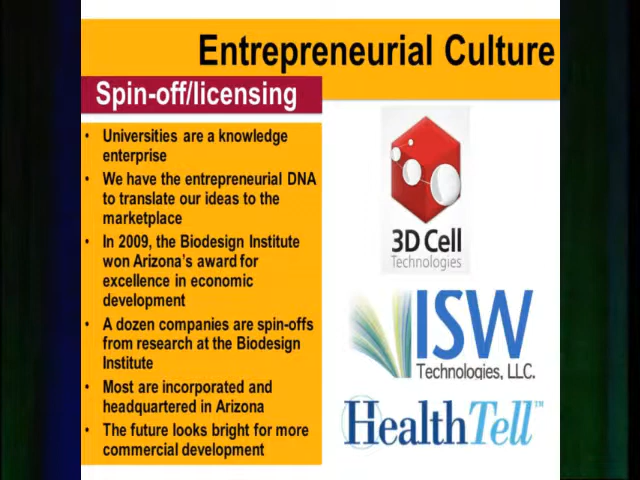 Entrepreneurial Culture
Spin-off/licensing
• Universities are a knowledge
enterprise
• We have the entrepreneurial DNA
to translate our ideas to the
marketplace
• In 2009, the Biodesign Institute
won Arizona's award for
excellence in economic
development
• A dozen companies are spin-offs
from research at the Biodesign
Institute
• Most are incorporated and
headquartered in Arizona
• The future looks bright for more
commercial development
3D Cell
Technologies
ISW
Technologies, LLC.
HealthTell™